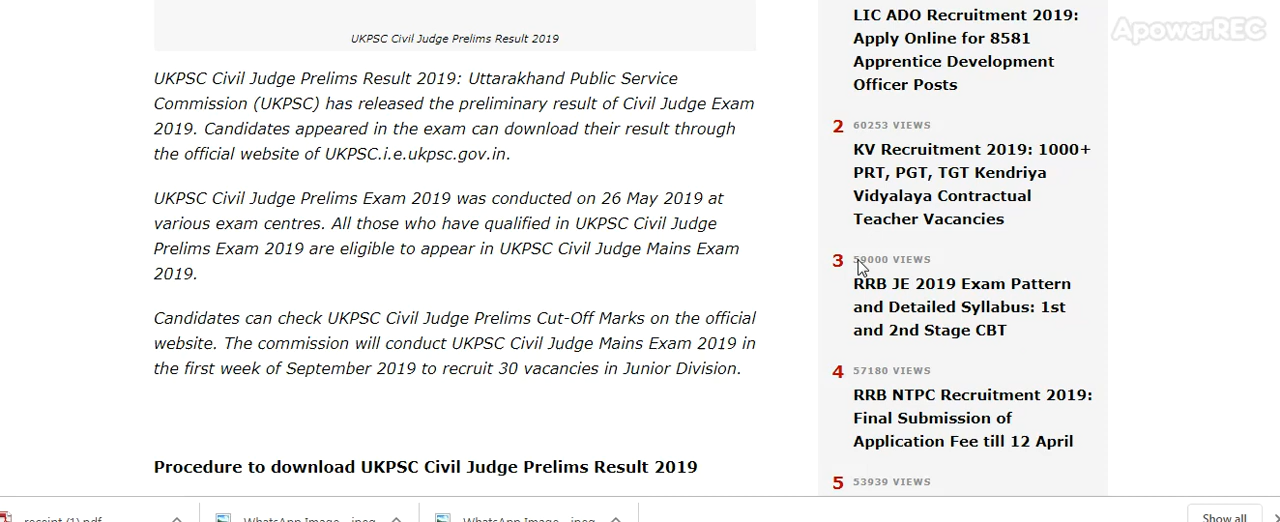 UKPSC Civil Judge Prelims Result 2019
UKPSC Civil Judge Prelims Result 2019: Uttarakhand Public Service
Commission (UKPSC) has released the preliminary result of Civil Judge Exam
2019. Candidates appeared in the exam can download their result through
the official website of UKPSC.i.e.ukpsc.gov.in.
UKPSC Civil Judge Prelims Exam 2019 was conducted on 26 May 2019 at
various exam centres. All those who have qualified in UKPSC Civil Judge
Prelims Exam 2019 are eligible to appear in UKPSC Civil Judge Mains Exam
2019.
Candidates can check UKPSC Civil Judge Prelims Cut-Off Marks on the official
website. The commission will conduct UKPSC Civil Judge Mains Exam 2019 in
the first week of September 2019 to recruit 30 vacancies in Junior Division.
Procedure to download UKPSC Civil Judge Prelims Result 2019
LIC ADO Recruitment 2019:
Apply Online for 8581
Apprentice Development
Officer Posts
2 60253 VIEWS
KV Recruitment 2019: 1000+
PRT, PGT, TGT Kendriya
Vidyalaya Contractual
Teacher Vacancies
3 59000 VIEWS
RRB JE 2019 Exam Pattern
and Detailed Syllabus: 1st
and 2nd Stage CBT
4 57180 VIEWS
RRB NTPC Recruitment 2019:
Final Submission of
Application Fee till 12 April
5 53939 VIEWS
ApowerREC
receipt (1).pdf
WhatsApp Image ...jpeg
WhatsApp Image ...jpeg
Show all